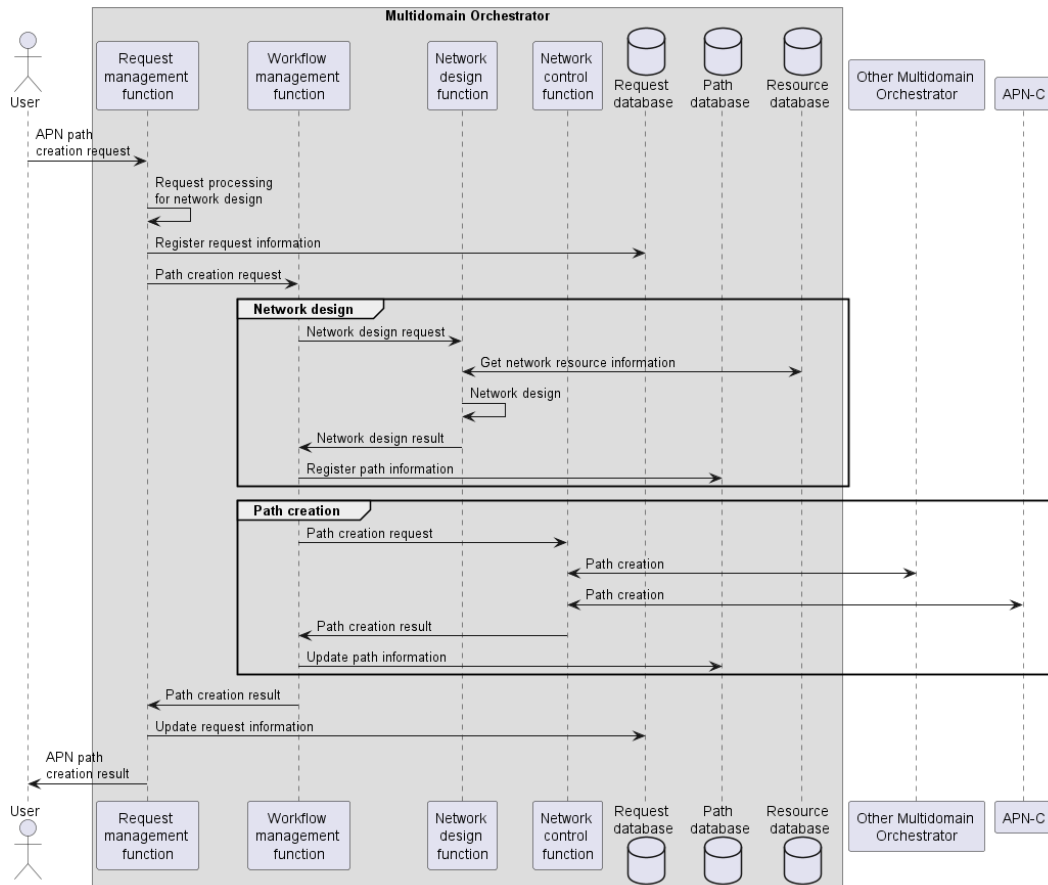 Multidomain Orchestrator
User
Request
management
function
Workflow
management
function
Network
design
function
Network
control
function
Request
database
Path
database
Resource
database
Other Multidomain
Orchestrator
APN-C
APN path
creation request
Request processing
for network design
Register request information
Path creation request
Network design
Network design request
Get network resource information
Network design
Network design result
Register path information
Path creation
Path creation request
Path creation
Path creation
Path creation result
Update path information
Path creation result
Update request information
APN path
creation result
User
Request
management
function
Workflow
management
function
Network
design
function
Network
control
function
Request
database
Path
database
Resource
database
Other Multidomain
Orchestrator
APN-C